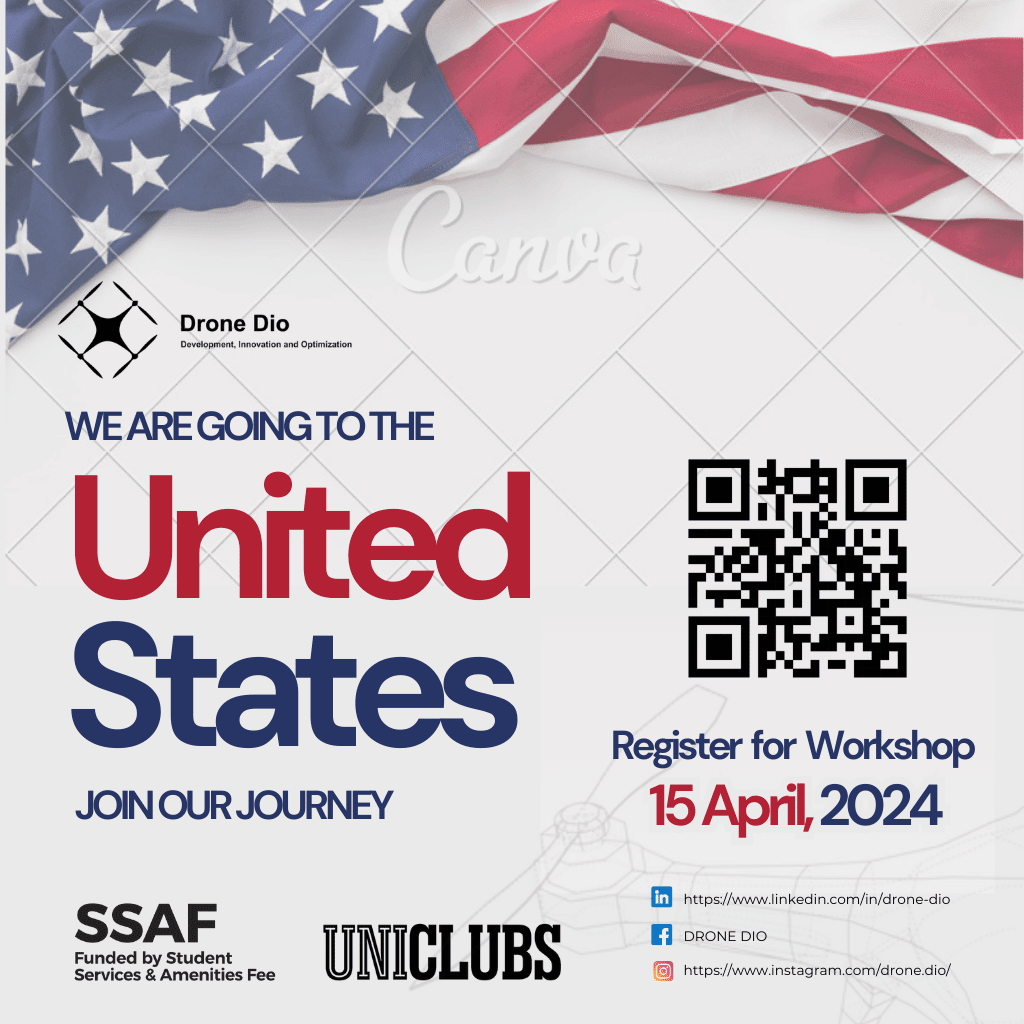 Canva
Drone Dio
Development, Innovation and Optimization
WE ARE GOING TO THE
United
States
JOIN OUR JOURNEY
Register for Workshop
15 April, 2024
SSAF
Funded by Student
Services & Amenities Fee
UNICLUBS
https://www.linkedin.com/in/drone-dio
DRONE DIO
https://www.instagram.com/drone.dio/